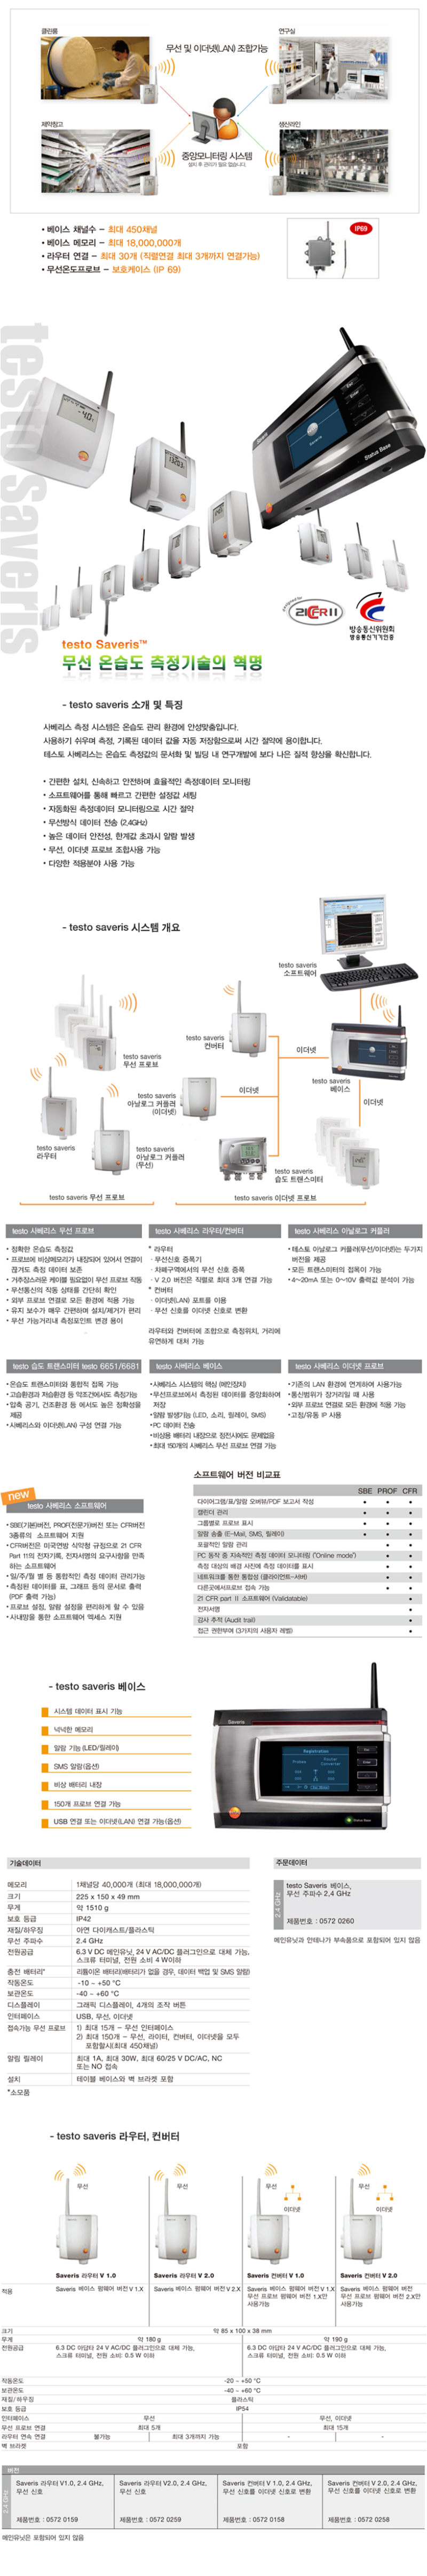 클린룸
연구실
무선 및 이더넷(LAN) 조합가능
제약창고
생산라인
중앙모니터링 시스템
설치 후 관리가 필요 없습니다.
• 베이스 채널수 – 최대 450채널
• 베이스 메모리 – 최대 18,000,000개
• 라우터 연결 – 최대 30개 (직렬연결 최대 3개까지 연결가능)
• 무선온도프로브 – 보호케이스 (IP 69)
IP69
testo saveris
21CFR11
방송통신위원회
방송통신기기인증
testo Saveris™
무선 온습도 측정기술의 혁명
- testo saveris 소개 및 특징
사베리스 측정 시스템은 온습도 관리 환경에 안성맞춤입니다.
사용하기 쉬우며 측정, 기록된 데이터 값을 자동 저장함으로써 시간 절약에 용이합니다.
테스토 사베리스는 온습도 측정값의 문서화 및 빌딩 내 연구개발에 보다 나은 질적 향상을 확신합니다.
• 간편한 설치, 신속하고 안전하며 효율적인 측정데이터 모니터링
• 소프트웨어를 통해 빠르고 간편한 설정값 세팅
• 자동화된 측정데이터 모니터링으로 시간 절약
• 무선방식 데이터 전송 (2.4GHz)
• 높은 데이터 안전성, 한계값 초과시 알람 발생
• 무선, 이더넷 프로브 조합사용 가능
• 다양한 적용분야 사용 가능
- testo saveris 시스템 개요
testo saveris
소프트웨어
testo saveris
컨버터
이더넷
testo saveris
무선 프로브
testo saveris
베이스
이더넷
testo saveris
아날로그 커플러
(이더넷)
이더넷
testo saveris
라우터
testo saveris
아날로그 커플러
(무선)
testo saveris
습도 트랜스미터
testo saveris 무선 프로브
testo saveris 이더넷 프로브
testo 사베리스 무선 프로브
• 정확한 온습도 측정값
• 프로브에 비상메모리가 내장되어 있어서 연결이
끊겨도 측정 데이터 보존
• 거추장스러운 케이블 필요없이 무선 프로브 작동
• 무선통신의 작동 상태를 간단히 확인
• 외부 프로브 연결로 모든 환경에 적용 가능
• 유지 보수가 매우 간편하며 설치/제거가 편리
• 무선 가능거리내 측정포인트 변경 용이
testo 사베리스 라우터/컨버터
* 라우터
· 무선신호 증폭기
· 차폐구역에서의 무선 신호 증폭
· V 2.0 버전은 직렬로 최대 3개 연결 가능
* 컨버터
· 이더넷(LAN) 포트를 이용
· 무선 신호를 이더넷 신호로 변환
라우터와 컨버터에 조합으로 측정위치, 거리에
유연하게 대처 가능
testo 사베리스 아날로그 커플러
• 테스토 아날로그 커플러(무선/이더넷)는 두가지
버전을 제공
• 모든 트랜스미터의 접목이 가능
• 4~20mA 또는 0~10V 출력값 분석이 가능
testo 습도 트랜스미터 testo 6651/6681
• 온습도 트랜스미터와 통합적 접목 가능
• 고습환경과 저습환경 등 악조건에서도 측정가능
• 압축 공기, 건조환경 등 에서도 높은 정확성을
제공
• 사베리스와 이더넷(LAN) 구성 연결 가능
testo 사베리스 베이스
• 사베리스 시스템의 핵심 (메인장치)
• 무선프로브에서 측정된 데이터를 중앙화하여
저장
• 알람 발생기능 (LED, 소리, 릴레이, SMS)
• PC 데이터 전송
• 비상용 배터리 내장으로 정전시에도 문제없음
• 최대 150개의 사베리스 무선 프로브 연결 가능
testo 사베리스 이더넷 프로브
• 기존의 LAN 환경에 연계하여 사용가능
• 통신범위가 장거리일 때 사용
• 외부 프로브 연결로 모든 환경에 적용 가능
• 고정/유동 IP 사용
new
testo 사베리스 소프트웨어
• SBE(기본)버전, PROF(전문가)버전 또는 CFR버전
3종류의 소프트웨어 지원
• CFR버전은 미국연방 식약청 규정으로 21 CFR
Part 11의 전자기록, 전자서명의 요구사항을 만족
하는 소프트웨어
• 일/주/월 별 등 통합적인 측정 데이터 관리가능
• 측정된 데이터를 표, 그래프 등의 문서로 출력
(PDF 출력 가능)
• 프로브 설정, 알람 설정을 편리하게 할 수 있음
• 사내망을 통한 소프트웨어 액세스 지원
소프트웨어 버전 비교표
SBE PROF CFR
다이어그램/표/알람 오버뷰/PDF 보고서 작성 • • •
캘린더 관리 • • •
그룹별로 프로브 표시 • • •
알람 송출 (E-Mail, SMS, 릴레이) • • •
포괄적인 알람 관리 • •
PC 동작 중 지속적인 측정 데이터 모니터링 ("Online mode") • •
측정 대상의 배경 사진에 측정 데이터를 표시 • •
네트워크를 통한 통합성 (클라이언트-서버) • •
다른곳에서프로브 접속 가능 • •
21 CFR part 11 소프트웨어 (Validatable) •
전자서명 •
감사 추적 (Audit trail) •
접근 권한부여 (3가지의 사용자 레벨) •
- testo saveris 베이스
시스템 데이터 표시 기능
넉넉한 메모리
알람 기능 (LED/릴레이)
SMS 알람(옵션)
비상 배터리 내장
150개 프로브 연결 가능
USB 연결 또는 이더넷(LAN) 연결 가능(옵션)
Saveris
Registration
Status Base
기술데이터
메모리 1채널당 40,000개 (최대 18,000,000개)
크기 225 x 150 x 49 mm
무게 약 1510 g
보호 등급 IP42
재질/하우징 아연 다이캐스트/플라스틱
무선 주파수 2.4 GHz
전원공급 6.3 V DC 메인유닛, 24 V AC/DC 플러그인으로 대체 가능,
스크류 터미널, 전원 소비 4 W이하
충전 배터리* 리튬이온 배터리(배터리가 없을 경우, 데이터 백업 및 SMS 알람)
작동온도 -10 ~ +50 °C
보관온도 -40 ~ +60 °C
디스플레이 그래픽 디스플레이, 4개의 조작 버튼
인터페이스 USB, 무선, 이더넷
접속가능 무선 프로브 1) 최대 15개 – 무선 인터페이스
2) 최대 150개 – 무선, 라이터, 컨버터, 이더넷을 모두
포함할시(최대 450채널)
알림 릴레이 최대 1A, 최대 30W, 최대 60/25 V DC/AC, NC
또는 NO 접속
설치 테이블 베이스와 벽 브라켓 포함
*소모품
주문데이터
2.4 GHz
testo Saveris 베이스,
무선 주파수 2,4 GHz
제품번호 : 0572 0260
메인유닛과 안테나가 부속품으로 포함되어 있지 않음
- testo saveris 라우터, 컨버터
무선 무선 무선 무선
이더넷 이더넷
Saveris 라우터 V 1.0 Saveris 라우터 V 2.0 Saveris 컨버터 V 1.0 Saveris 컨버터 V 2.0
적용
Saveris 베이스 펌웨어 버전 V 1.X
Saveris 베이스 펌웨어 버전 V 2.X
Saveris 베이스 펌웨어 버전 V 1.X
무선 프로브 펌웨어 버전 1.X만
사용가능
Saveris 베이스 펌웨어 버전
무선 프로브 펌웨어 버전 2.X만
사용가능
크기 약 85 x 100 x 38 mm
무게 약 180 g 약 190 g
전원공급
6.3 DC 아답타 24 V AC/DC 플러그인으로 대체 가능,
스크류 터미널, 전원 소비: 0.5 W 이하
6.3 DC 아답타 24 V AC/DC 플러그인으로 대체 가능,
스크류 터미널, 전원 소비: 0.5 W 이하
작동온도 -20 ~ +50 °C
보관온도 -40 ~ +60 °C
재질/하우징 플라스틱
보호 등급 IP54
인터페이스 무선 무선, 이더넷
무선 프로브 연결 최대 5개 최대 15개
라우터 연속 연결 불가능 최대 3개까지 가능 - -
벽 브라켓 포함
버전
2.4 GHz
Saveris 라우터 V1.0, 2.4 GHz,
무선 신호
제품번호 : 0572 0159
Saveris 라우터 V2.0, 2.4 GHz,
무선 신호
제품번호 : 0572 0259
Saveris 컨버터 V 1.0, 2.4 GHz,
무선 신호를 이더넷 신호로 변환
제품번호 : 0572 0158
Saveris 컨버터 V 2.0, 2.4 GHz,
무선 신호를 이더넷 신호로 변환
제품번호 : 0572 0258
메인유닛은 포함되어 있지 않음